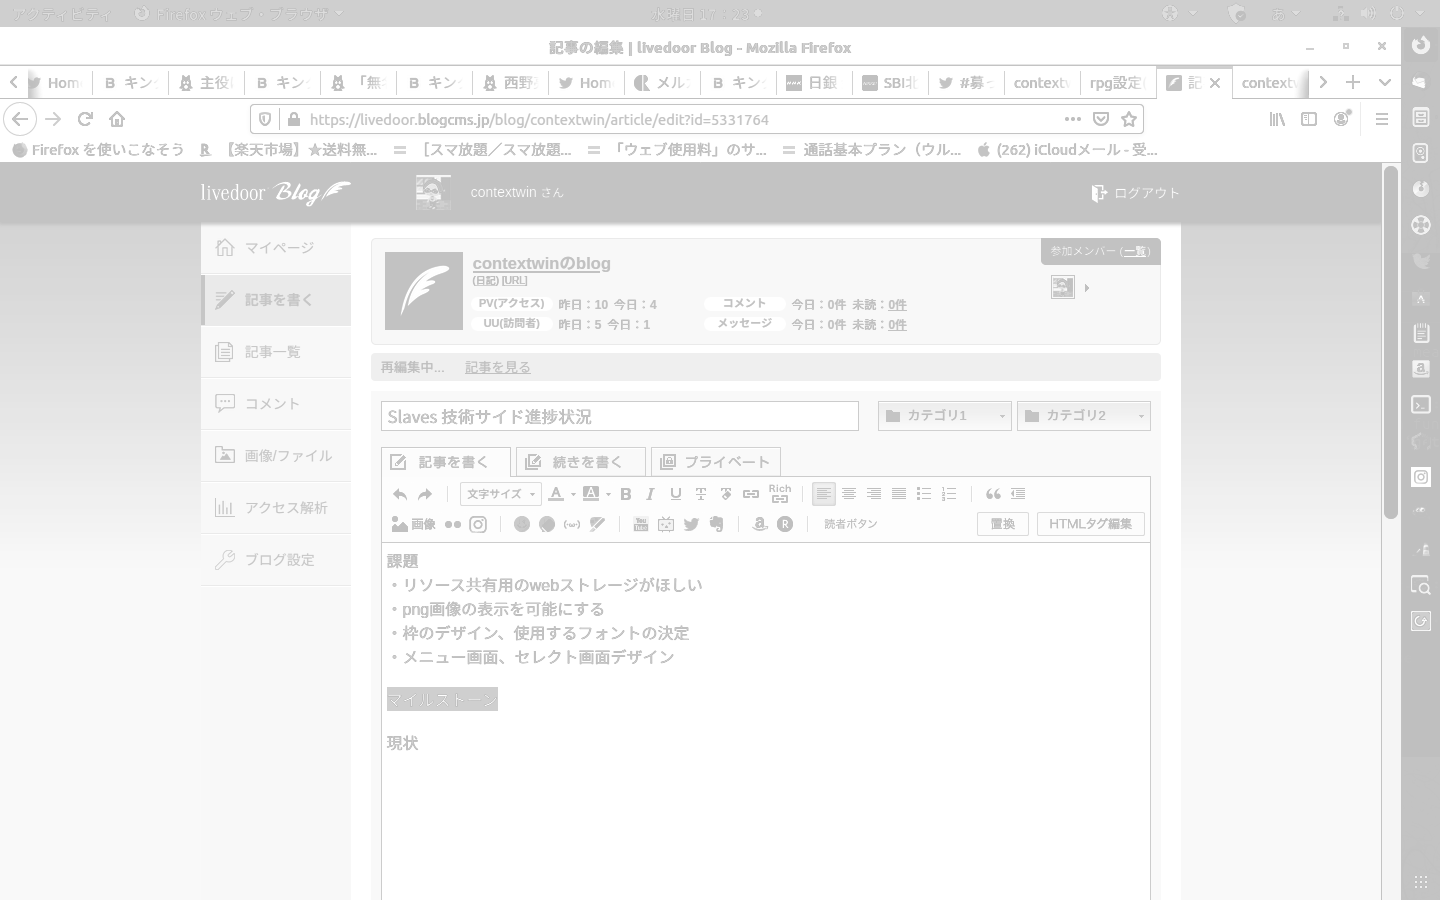 アクティビティ Firefox ウェブ・ブラウザ
水曜日 17 : 23
記事の編集 | livedoor Blog - Mozilla Firefox
Hom キン 主役 キン 「無 キン 西野 Hom メル キン 日銀 SBI北 #募 context rpg設定 記 context
https://livedoor.blogcms.jp/blog/contextwin/article/edit?id=5331764
Firefox を使いこなそう 【楽天市場】★送料無... [スマ放題／スマ放題... 「ウェブ使用料」のサ... 通話基本プラン（ウル... (262) iCloudメール - 受...
livedoor Blog contextwin さん ログアウト
マイページ
記事を書く
記事一覧
コメント
画像/ファイル
アクセス解析
ブログ設定
contextwinのblog
参加メンバー (一覧)
(日記) [URL]
PV(アクセス) 昨日：10 今日：4 コメント 今日：0件 未読：0件
UU(訪問者) 昨日：5 今日：1 メッセージ 今日：0件 未読：0件
再編集中... 記事を見る
Slaves 技術サイド進捗状況 カテゴリ1 カテゴリ2
記事を書く 続きを書く プライベート
文字サイズ A A B I U T Rich
画像 You 読者ボタン 置換 HTMLタグ編集
課題
・リソース共有用のwebストレージがほしい
・png画像の表示を可能にする
・枠のデザイン、使用するフォントの決定
・メニュー画面、セレクト画面デザイン
マイルストーン
現状